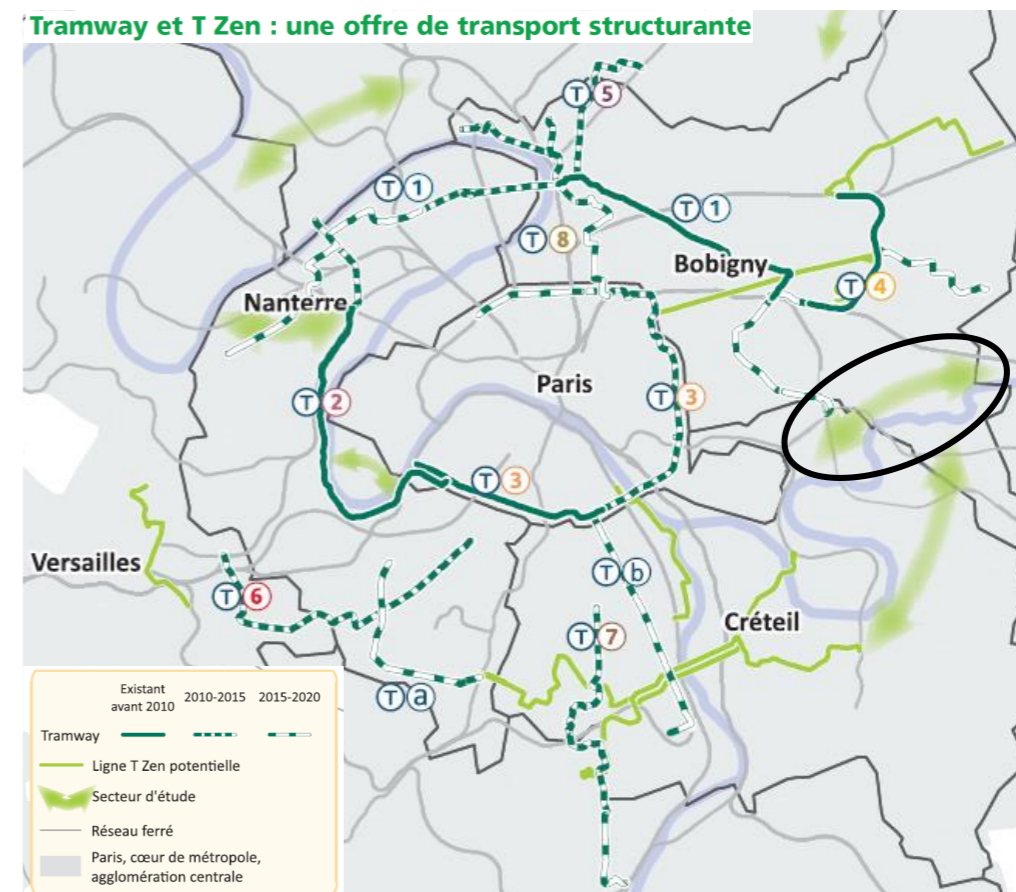 Tramway et T Zen : une offre de transport structurante
T 5
T 1
T 1
T 8
Bobigny
T 4
Nanterre
Paris
T 2
T 3
T 3
Versailles
T 6
T b
T 7
Créteil
T a
Existant avant 2010
2010-2015
2015-2020
Tramway
Ligne T Zen potentielle
Secteur d'étude
Réseau ferré
Paris, cœur de métropole,
agglomération centrale